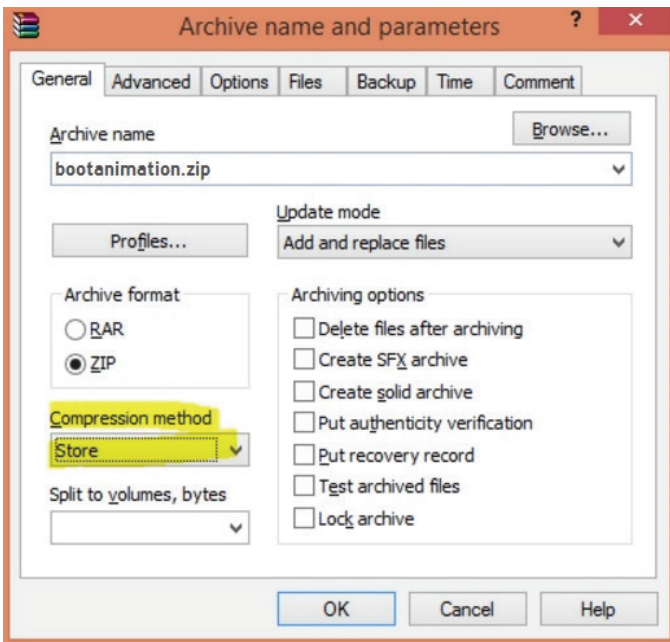 Archive name and parameters ? ×
General Advanced Options Files Backup Time Comment
Archive name
Browse...
bootanimation.zip
Update mode
Profiles...
Add and replace files
Archive format
RAR
ZIP
Compression method
Store
Split to volumes, bytes
Archiving options
Delete files after archiving
Create SFX archive
Create solid archive
Put authenticity verification
Put recovery record
Test archived files
Lock archive
OK Cancel Help